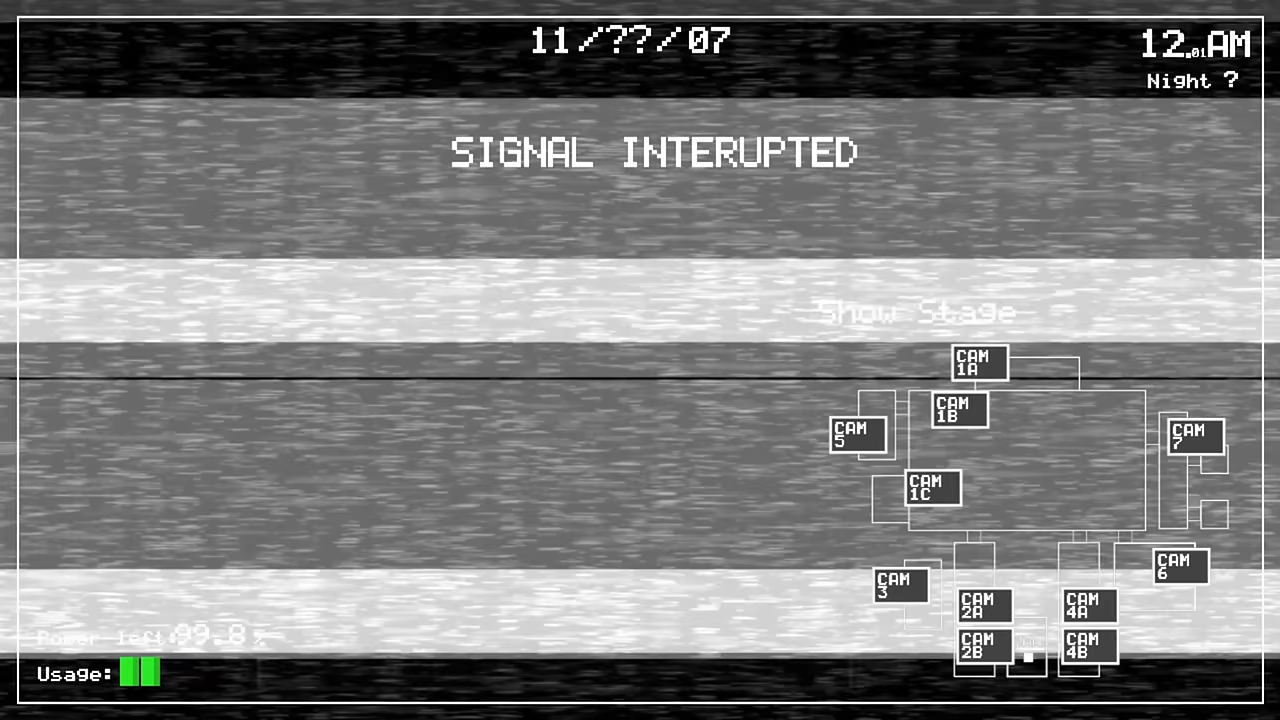 11/??/07
12.01AM
Night ?
SIGNAL INTERUPTED
Show Stage
CAM
1A
CAM
1B
CAM
5
CAM
7
CAM
1C
CAM
6
CAM
3
CAM
2A
CAM
4A
CAM
2B
CAM
4B
Power left:99.8%
Usage: